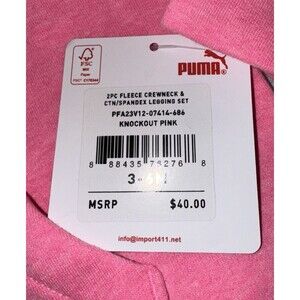 FSC
MIX
Paper
PUMA
2PC FLEECE CREWNECK &
CTN/SPANDEX LEGGING SET
PFA23V12-07414-686
KNOCKOUT PINK
8 88435 76276 8
MSRP $40.00
info@import411.net